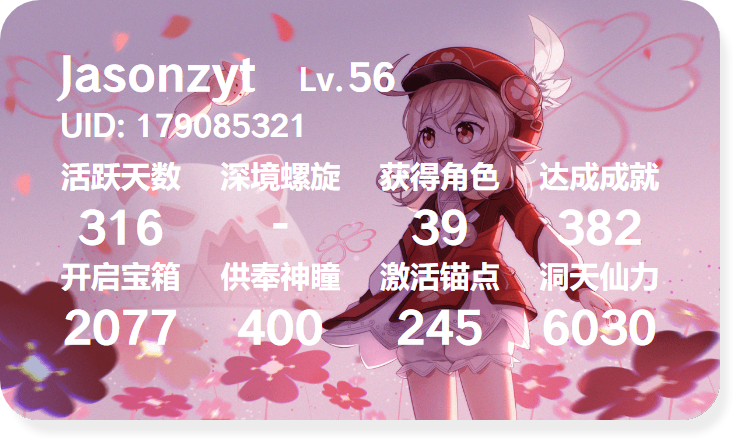 Jasonzyt Lv.56
UID: 179085321
活跃天数 深境螺旋 获得角色 达成成就
316 - 39 382
开启宝箱 供奉神瞳 激活锚点 洞天仙力
2077 400 245 6030